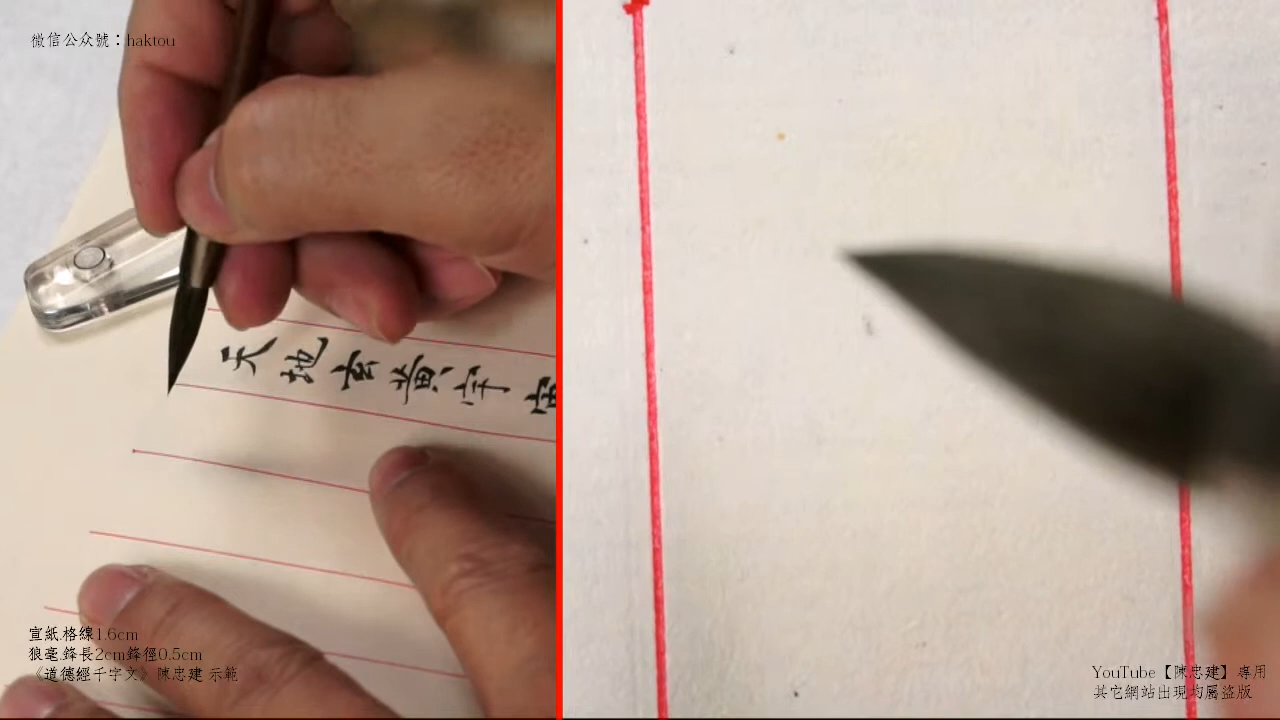 微信公众號：haktou
天地玄黃宇宙
宣紙.格線1.6cm
狼毫.鋒長2cm鋒徑0.5cm
《道德經千字文》 陳忠建 示範
YouTube【陳忠建】專用
其它網站出現均屬盜版